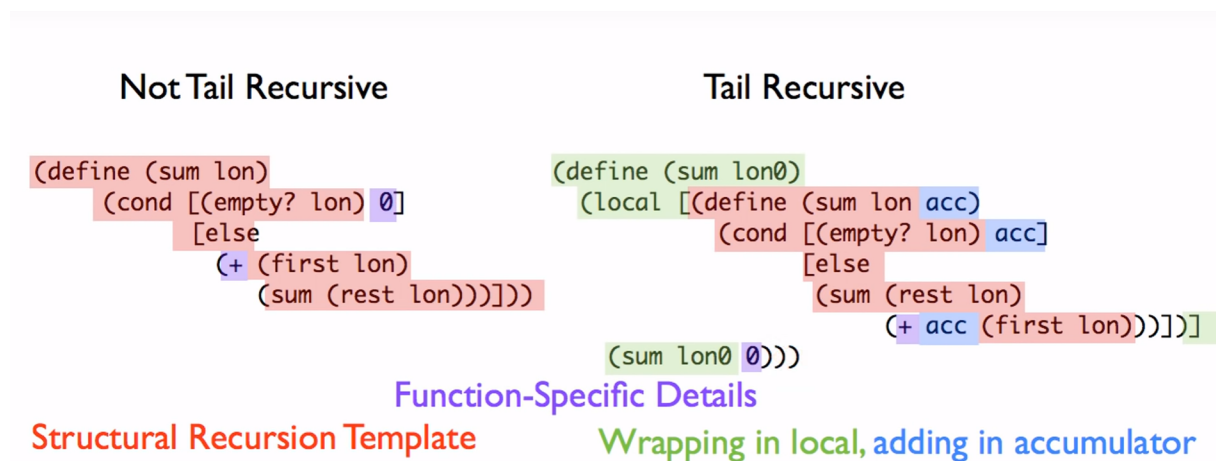 Not Tail Recursive
(define (sum lon)
(cond [(empty? lon) 0]
[else
(+ (first lon)
(sum (rest lon)))]))
Tail Recursive
(define (sum lon0)
(local [(define (sum lon acc)
(cond [(empty? lon) acc]
[else
(sum (rest lon)
(+ acc (first lon)))])]
(sum lon0 0)))
Function-Specific Details
Structural Recursion Template
Wrapping in local, adding in accumulator